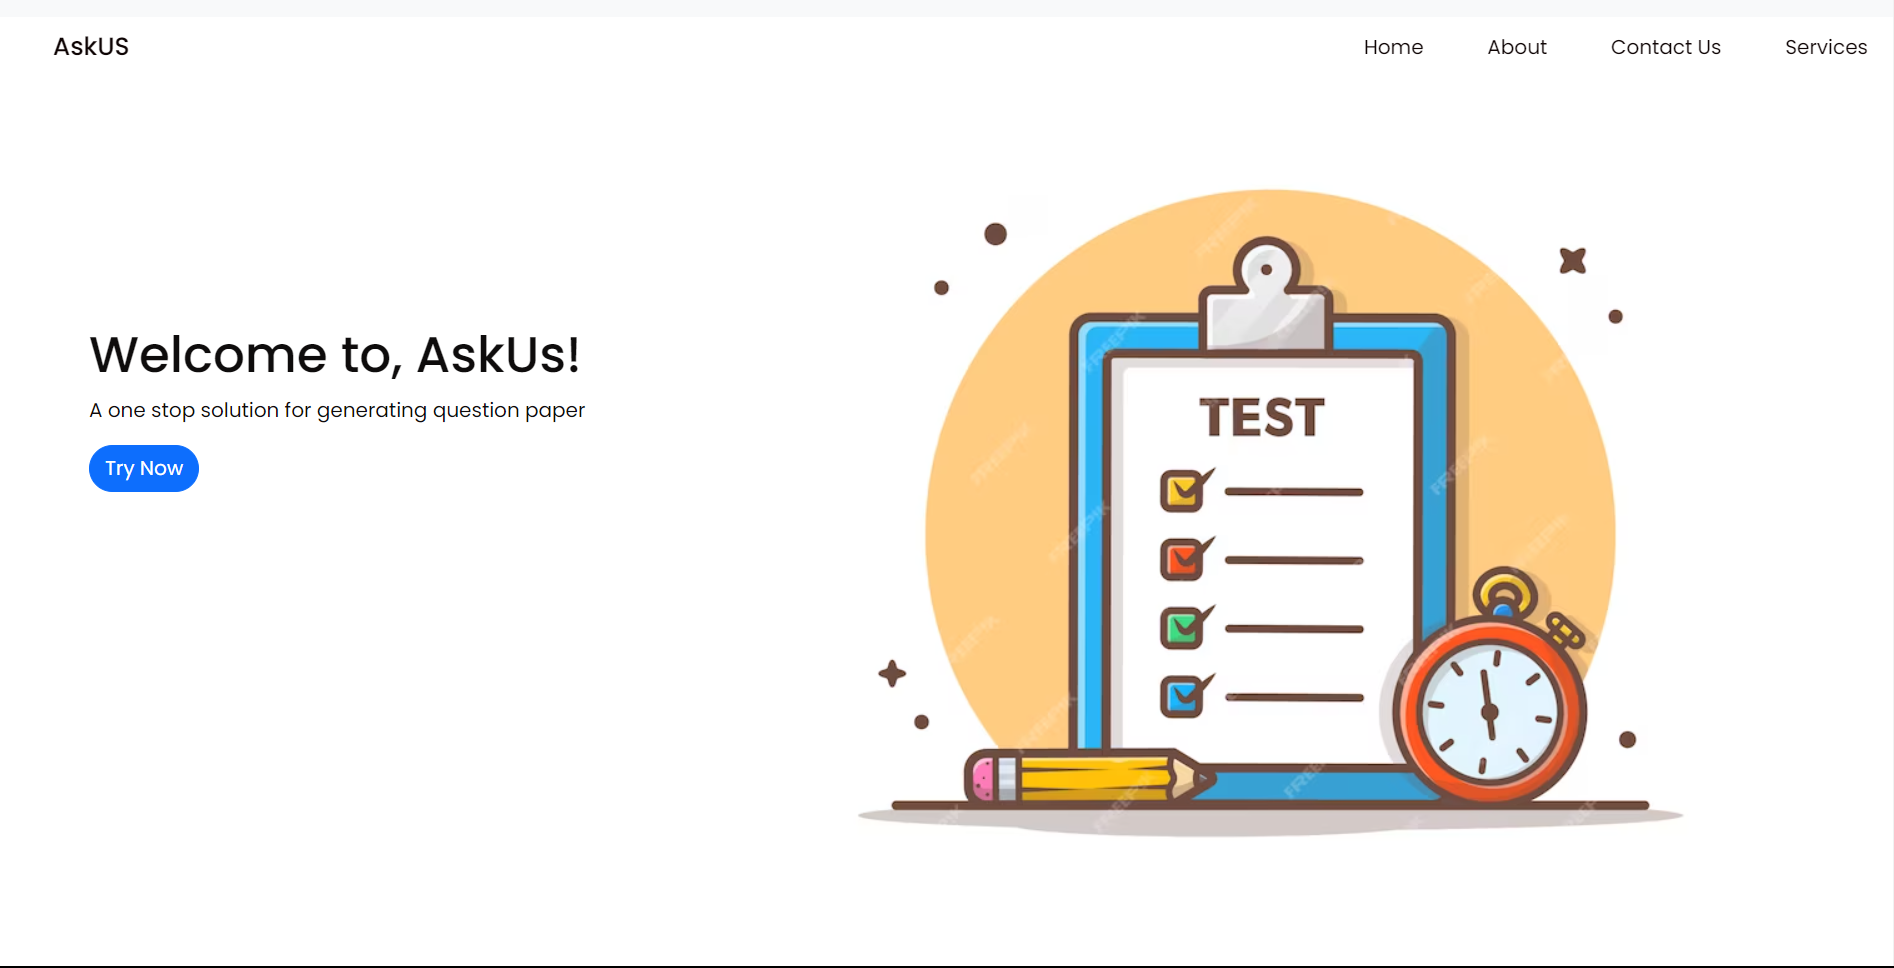 AskUS
Home About Contact Us Services
Welcome to, AskUs!
A one stop solution for generating question paper
Try Now
TEST
FREEPIK